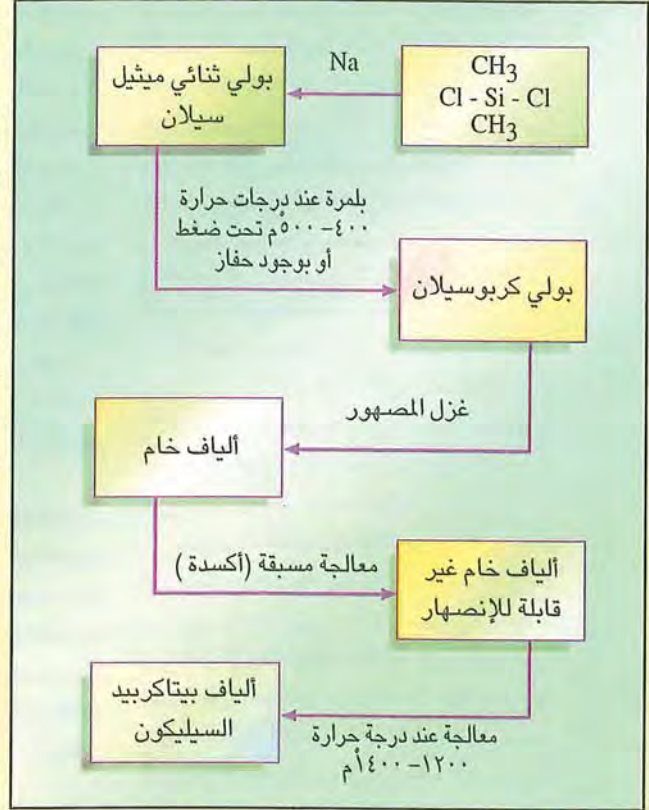 CH3
Cl - Si - Cl
CH3
Na
بولي ثنائي ميثيل
سيلان
بلمرة عند درجات حرارة
٤٠٠-٥٠٠°م تحت ضغط
أو بوجود حفاز
بولي كربوسيلان
غزل المصهور
ألياف خام
معالجة مسبقة (أكسدة)
ألياف خام غير
قابلة للإنصهار
ألياف بيتاكربيد
السيليكون
معالجة عند درجة حرارة
١٢٠٠-١٤٠٠°م